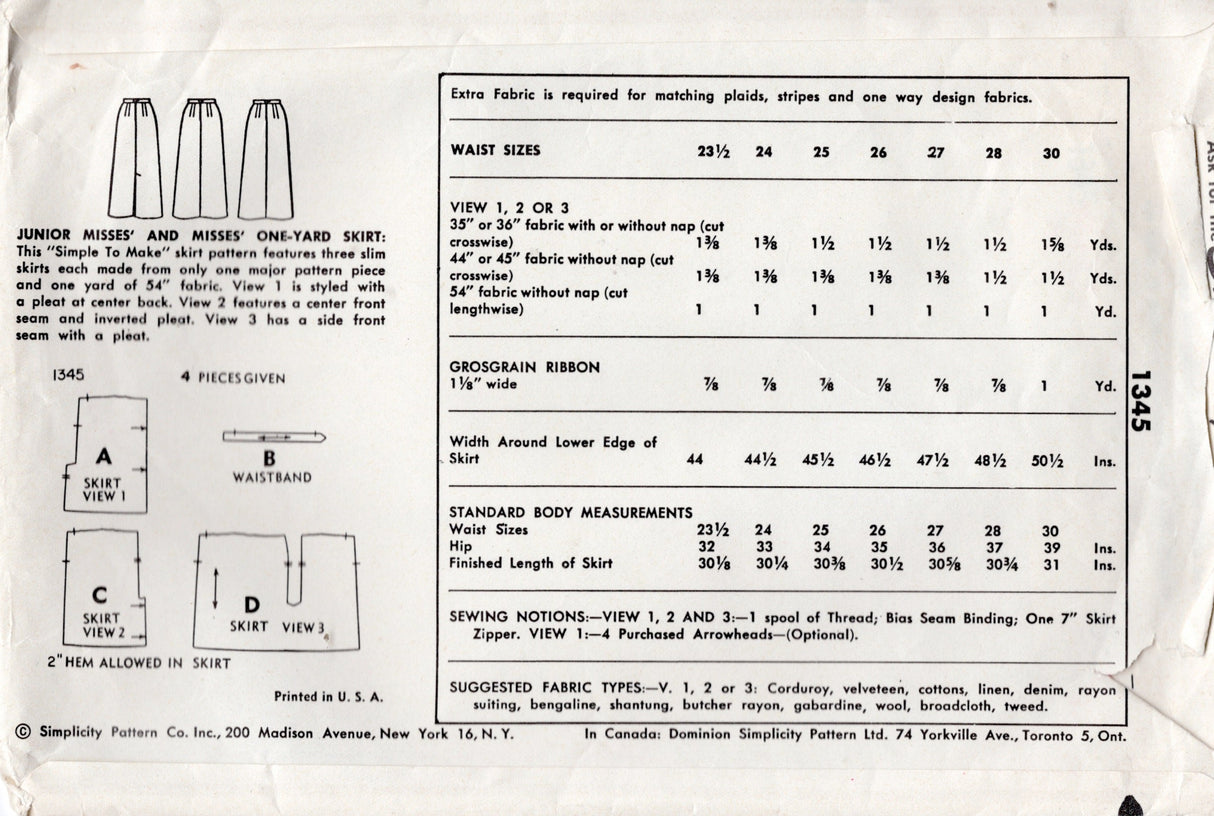 JUNIOR MISSES' AND MISSES' ONE-YARD SKIRT:
This "Simple To Make" skirt pattern features three slim
skirts each made from only one major pattern piece
and one yard of 54" fabric. View 1 is styled with
a pleat at center back. View 2 features a center front
seam and inverted pleat. View 3 has a side front
seam with a pleat.
1345 4 PIECES GIVEN
A
SKIRT
VIEW 1
B
WAISTBAND
C
SKIRT
VIEW 2
D
SKIRT VIEW 3
2" HEM ALLOWED IN SKIRT
Printed in U. S. A.
Extra Fabric is required for matching plaids, stripes and one way design fabrics.
WAIST SIZES 23½ 24 25 26 27 28 30
VIEW 1, 2 OR 3
35" or 36" fabric with or without nap (cut
crosswise) 1⅜ 1⅜ 1½ 1½ 1½ 1½ 1⅝ Yds.
44" or 45" fabric without nap (cut
crosswise) 1⅜ 1⅜ 1⅜ 1⅜ 1⅜ 1½ 1½ Yds.
54" fabric without nap (cut
lengthwise) 1 1 1 1 1 1 1 Yd.
GROSGRAIN RIBBON
1⅛" wide ⅞ ⅞ ⅞ ⅞ ⅞ ⅞ 1 Yd.
Width Around Lower Edge of
Skirt 44 44½ 45½ 46½ 47½ 48½ 50½ Ins.
STANDARD BODY MEASUREMENTS
Waist Sizes 23½ 24 25 26 27 28 30
Hip 32 33 34 35 36 37 39 Ins.
Finished Length of Skirt 30⅛ 30¼ 30⅜ 30½ 30⅝ 30¾ 31 Ins.
SEWING NOTIONS:—VIEW 1, 2 AND 3:—1 spool of Thread; Bias Seam Binding; One 7" Skirt
Zipper. VIEW 1:—4 Purchased Arrowheads—(Optional).
SUGGESTED FABRIC TYPES:—V. 1, 2 or 3: Corduroy, velveteen, cottons, linen, denim, rayon
suiting, bengaline, shantung, butcher rayon, gabardine, wool, broadcloth, tweed.
1345
© Simplicity Pattern Co. Inc., 200 Madison Avenue, New York 16, N. Y. In Canada: Dominion Simplicity Pattern Ltd. 74 Yorkville Ave., Toronto 5, Ont.
Ask for the